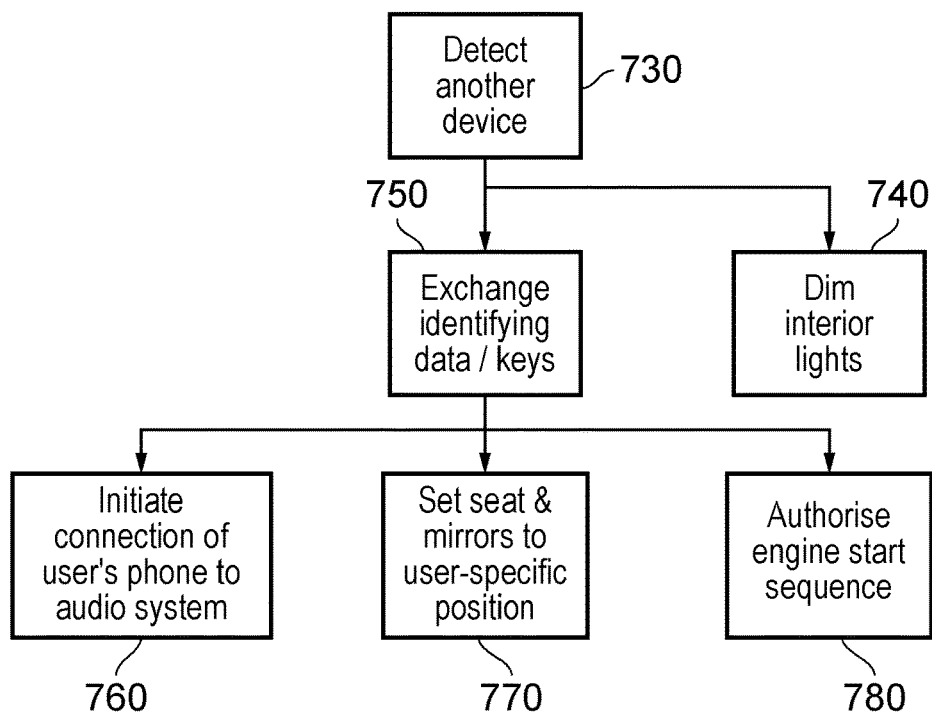 Detect
another
device
730
750
740
Exchange
identifying
data / keys
Dim
interior
lights
Initiate
connection of
user's phone to
audio system
Set seat &
mirrors to
user-specific
position
Authorise
engine start
sequence
760
770
780